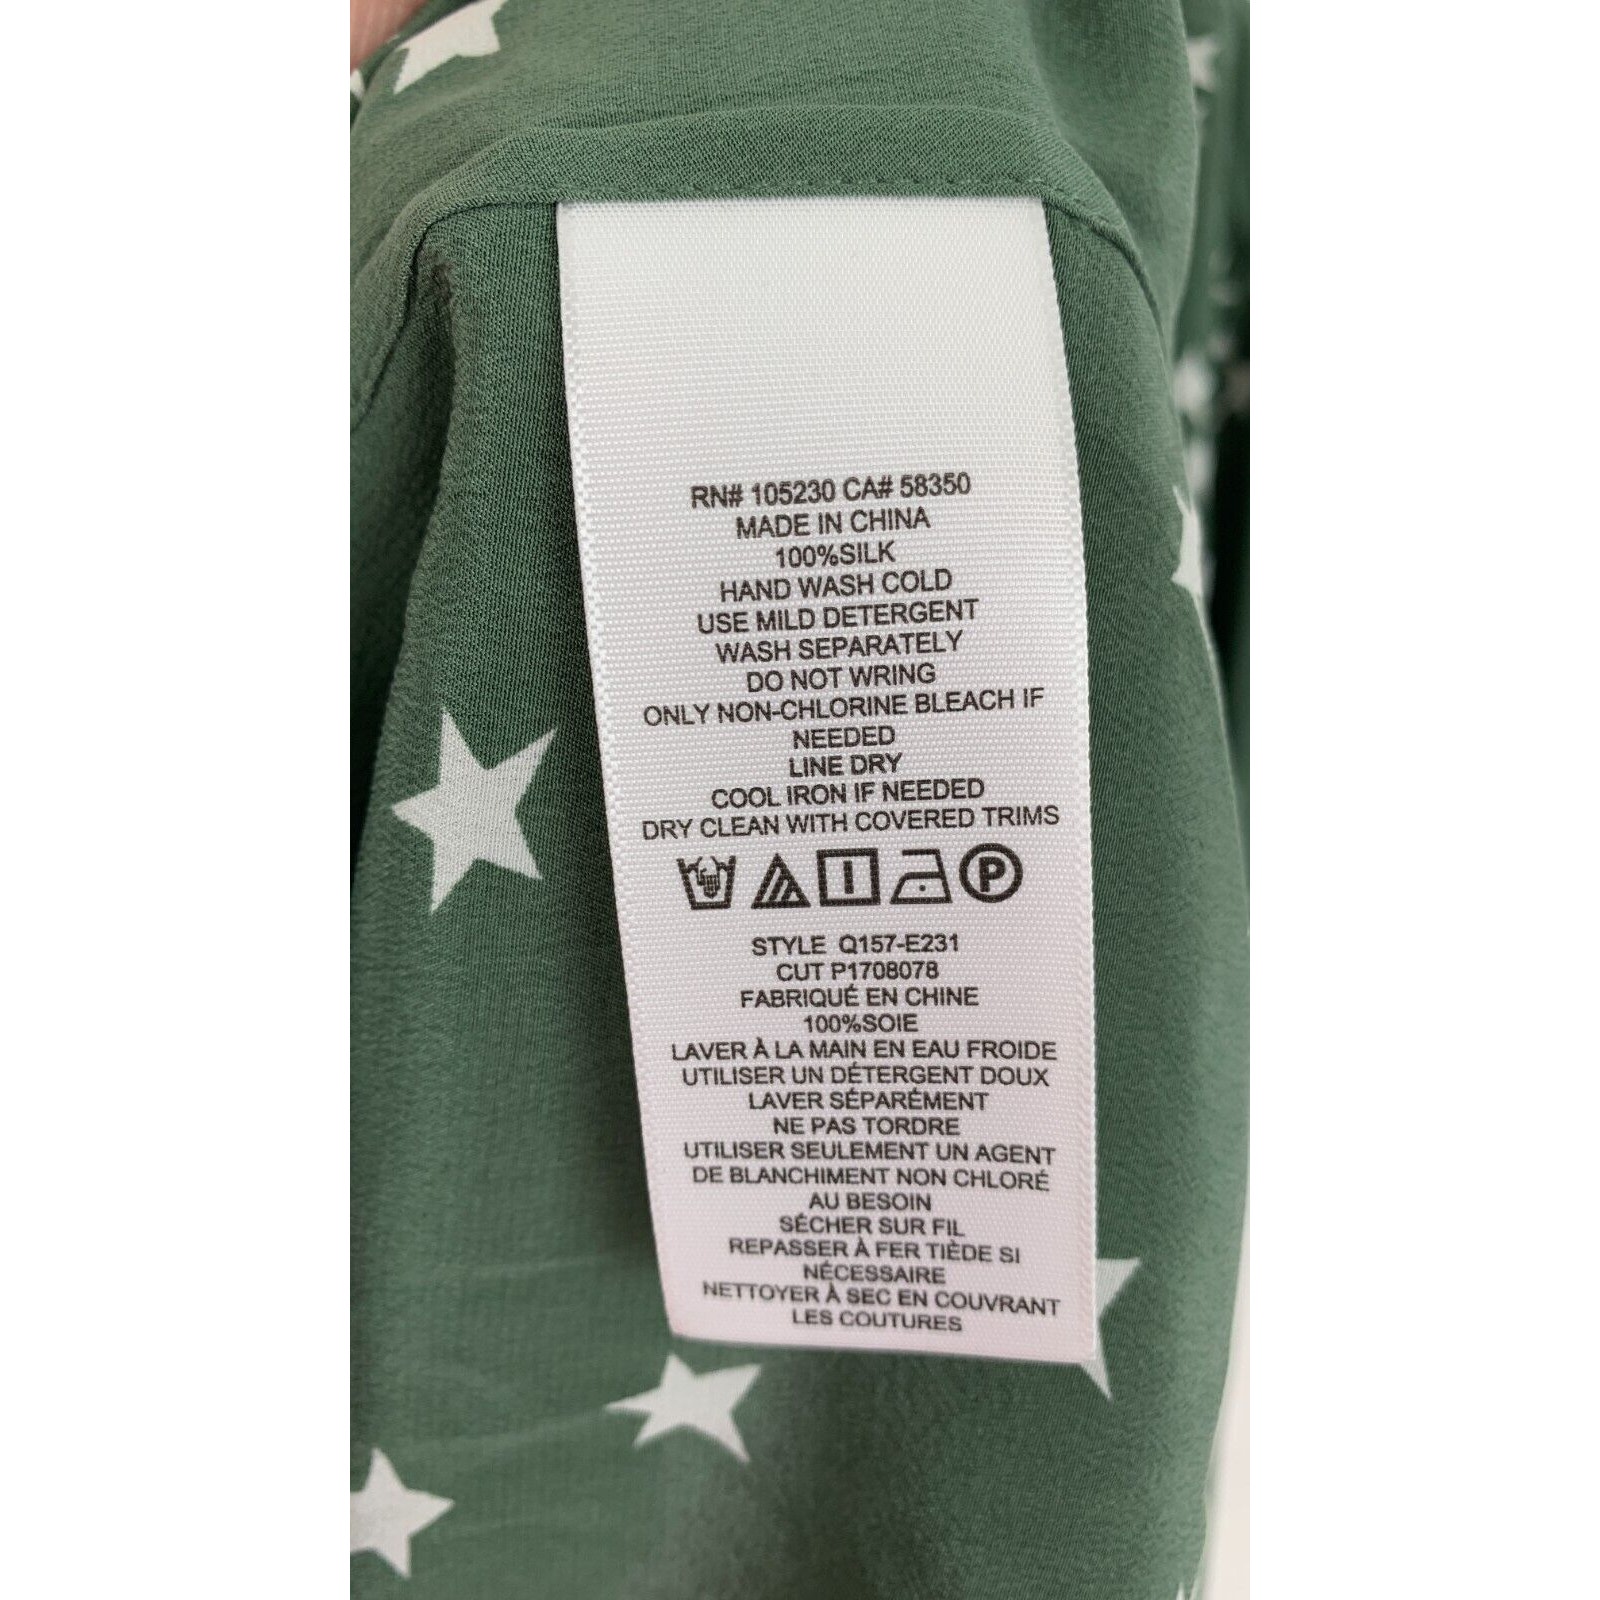 RN# 105230 CA# 58350
MADE IN CHINA
100%SILK
HAND WASH COLD
USE MILD DETERGENT
WASH SEPARATELY
DO NOT WRING
ONLY NON-CHLORINE BLEACH IF
NEEDED
LINE DRY
COOL IRON IF NEEDED
DRY CLEAN WITH COVERED TRIMS
P
STYLE Q157-E231
CUT P1708078
FABRIQUÉ EN CHINE
100%SOIE
LAVER À LA MAIN EN EAU FROIDE
UTILISER UN DÉTERGENT DOUX
LAVER SÉPARÉMENT
NE PAS TORDRE
UTILISER SEULEMENT UN AGENT
DE BLANCHIMENT NON CHLORÉ
AU BESOIN
SÉCHER SUR FIL
REPASSER À FER TIÈDE SI
NÉCESSAIRE
NETTOYER À SEC EN COUVRANT
LES COUTURES